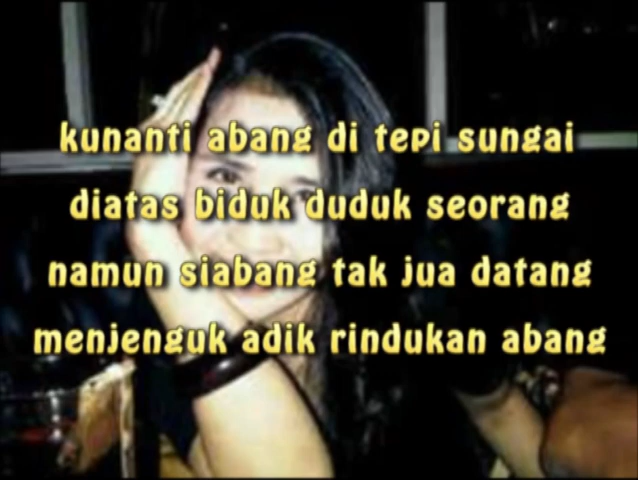 kunanti abang di tepi sungai
diatas biduk duduk seorang
namun siabang tak jua datang
menjenguk adik rindukan abang